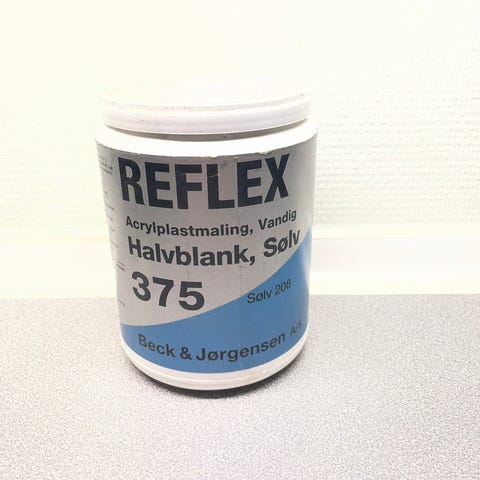 REFLEX
Acrylplastmaling, Vandig
Halvblank, Sølv
375
Sølv 208
Beck & Jørgensen A/S